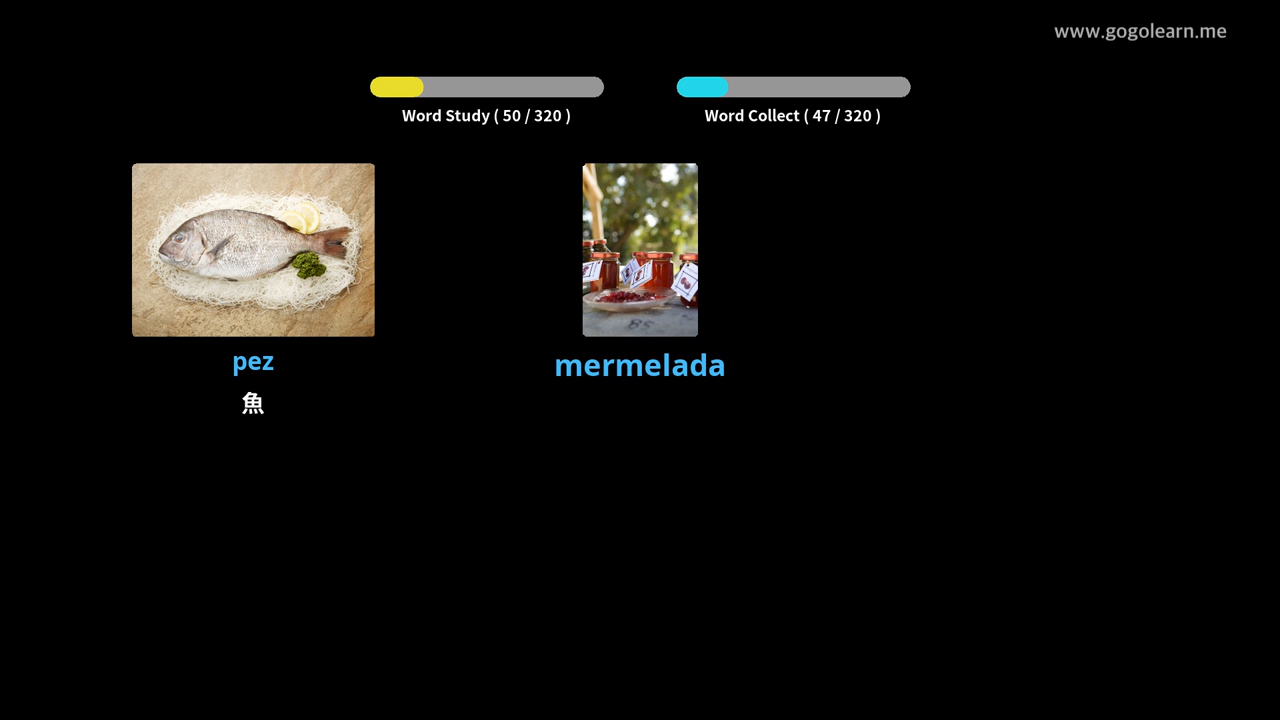 www.gogolearn.me
Word Study ( 50 / 320 )
Word Collect ( 47 / 320 )
pez
mermelada
魚